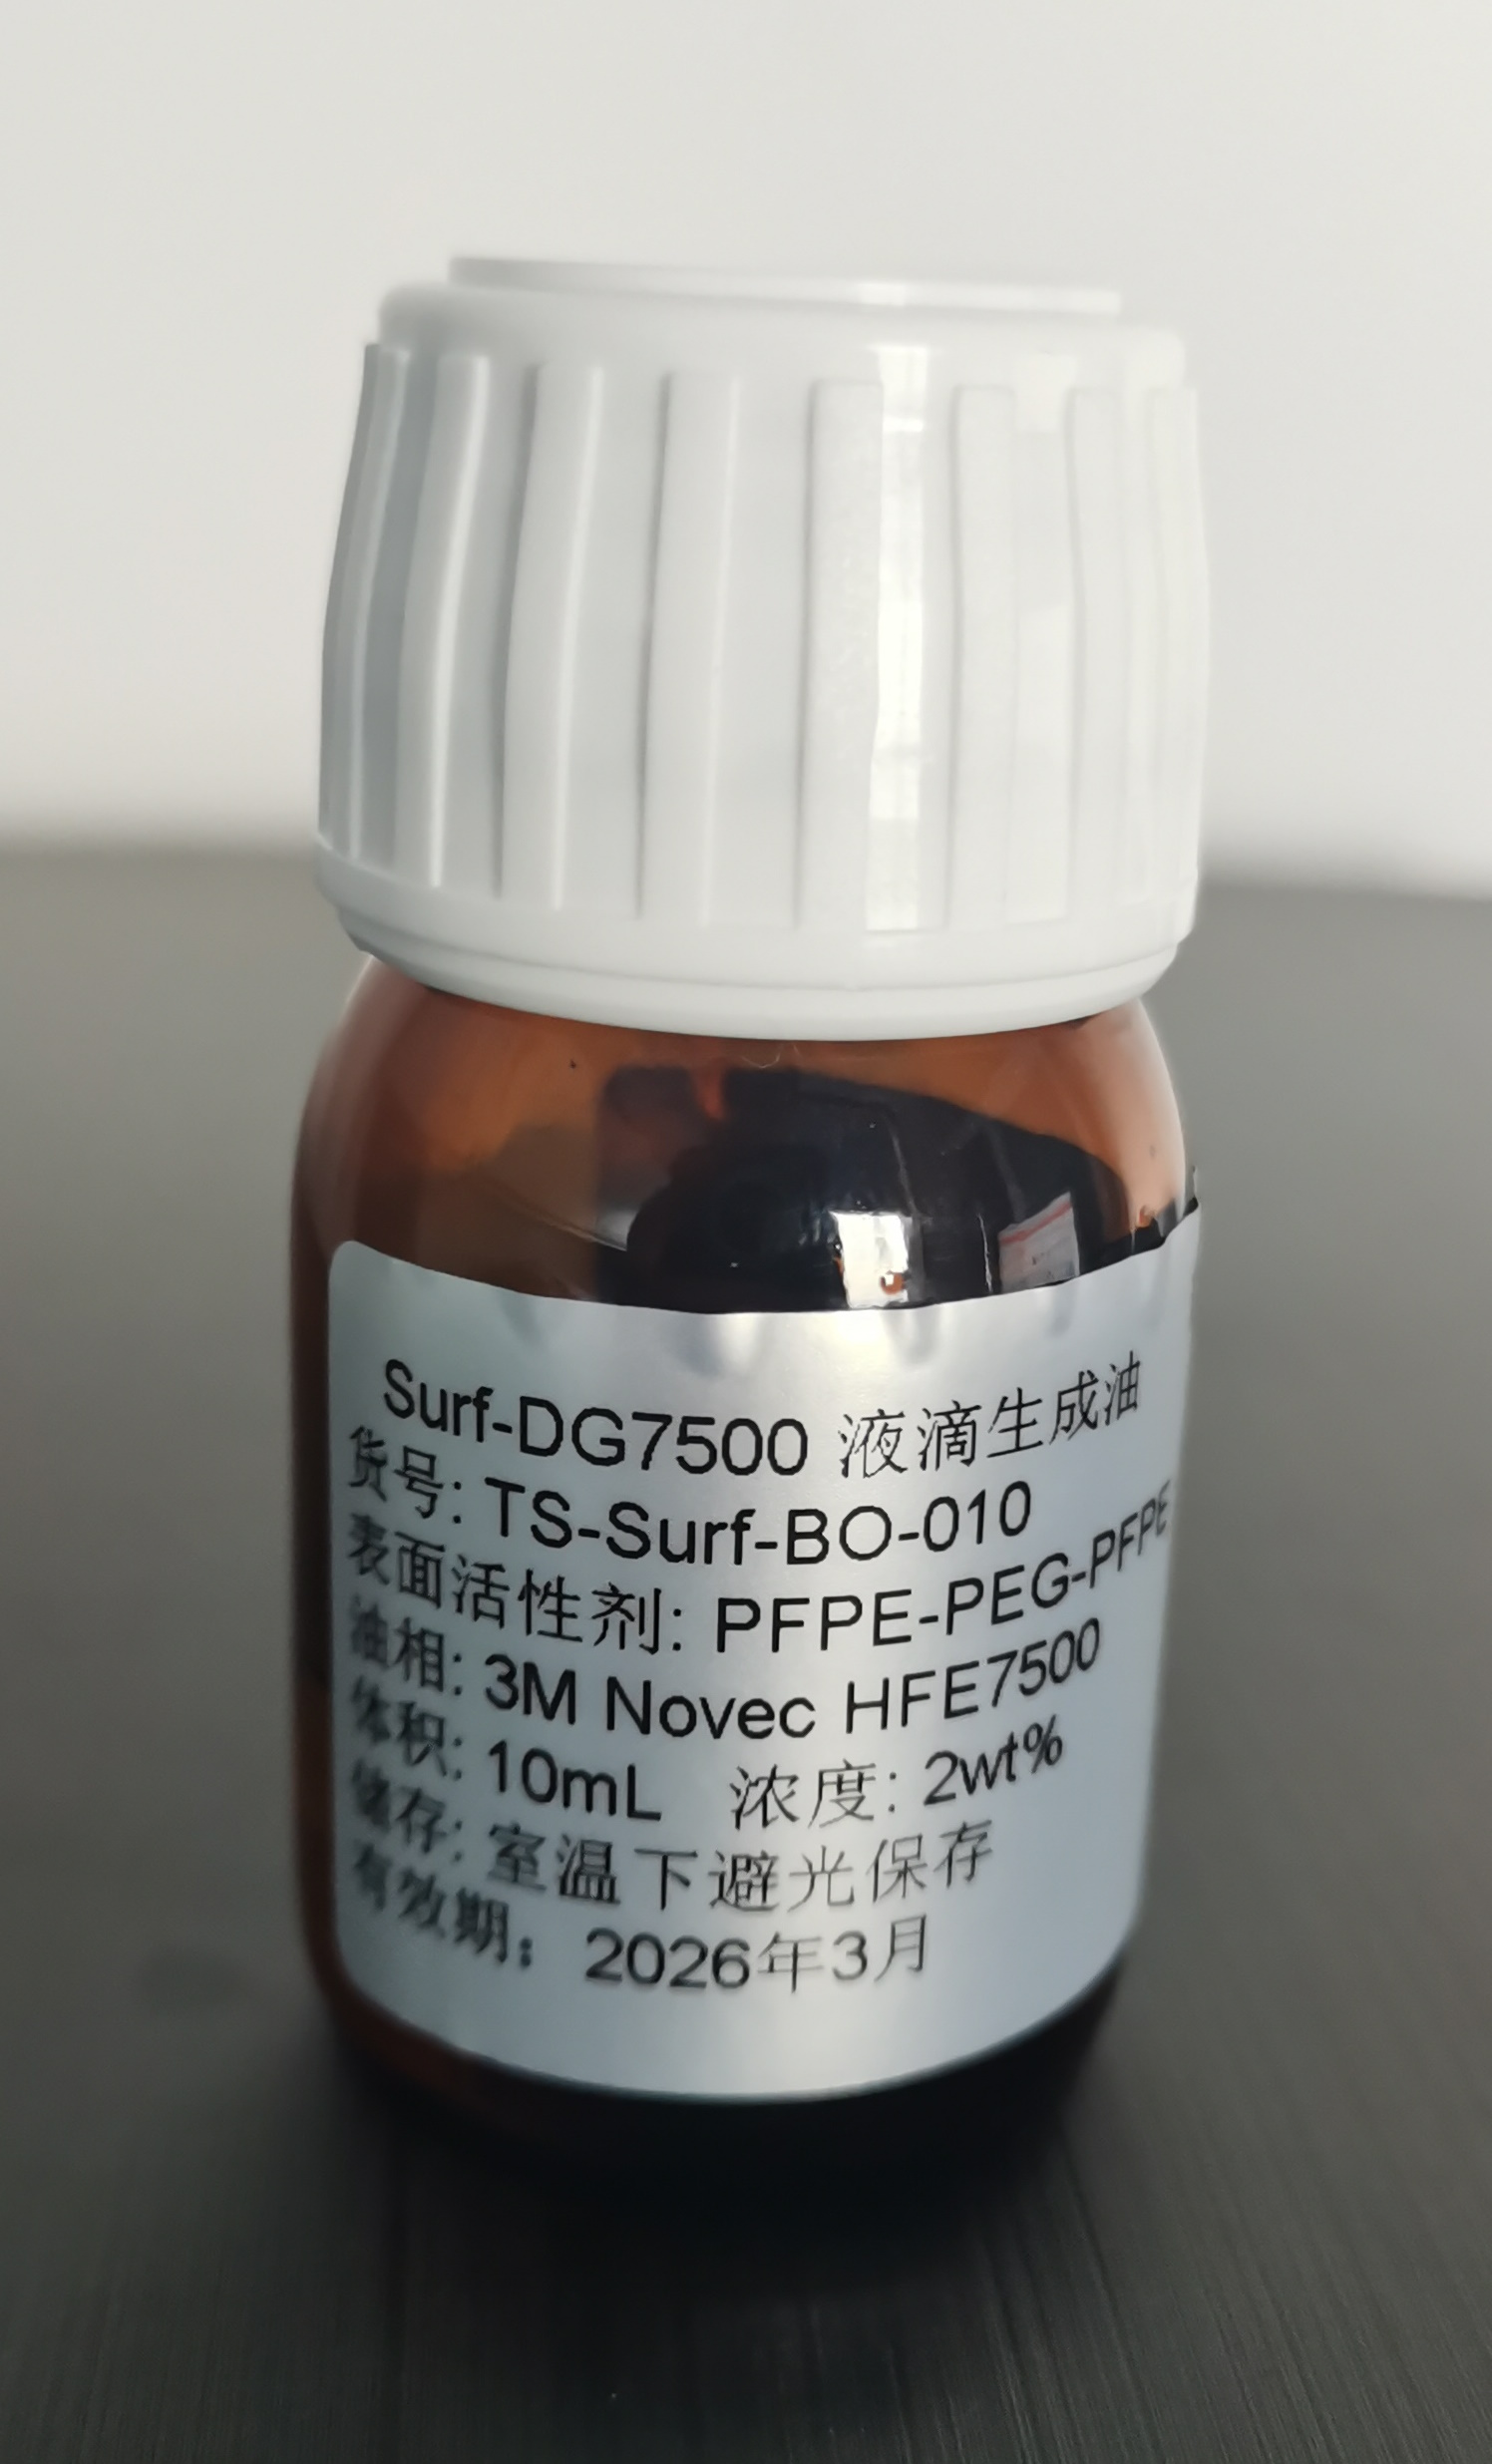 Surf-DG7500 液滴生成油
货号: TS-Surf-BO-010
表面活性剂: PFPE-PEG-PFPE
油相: 3M Novec HFE7500
体积: 10mL 浓度: 2wt%
储存: 室温下避光保存
有效期: 2026年3月